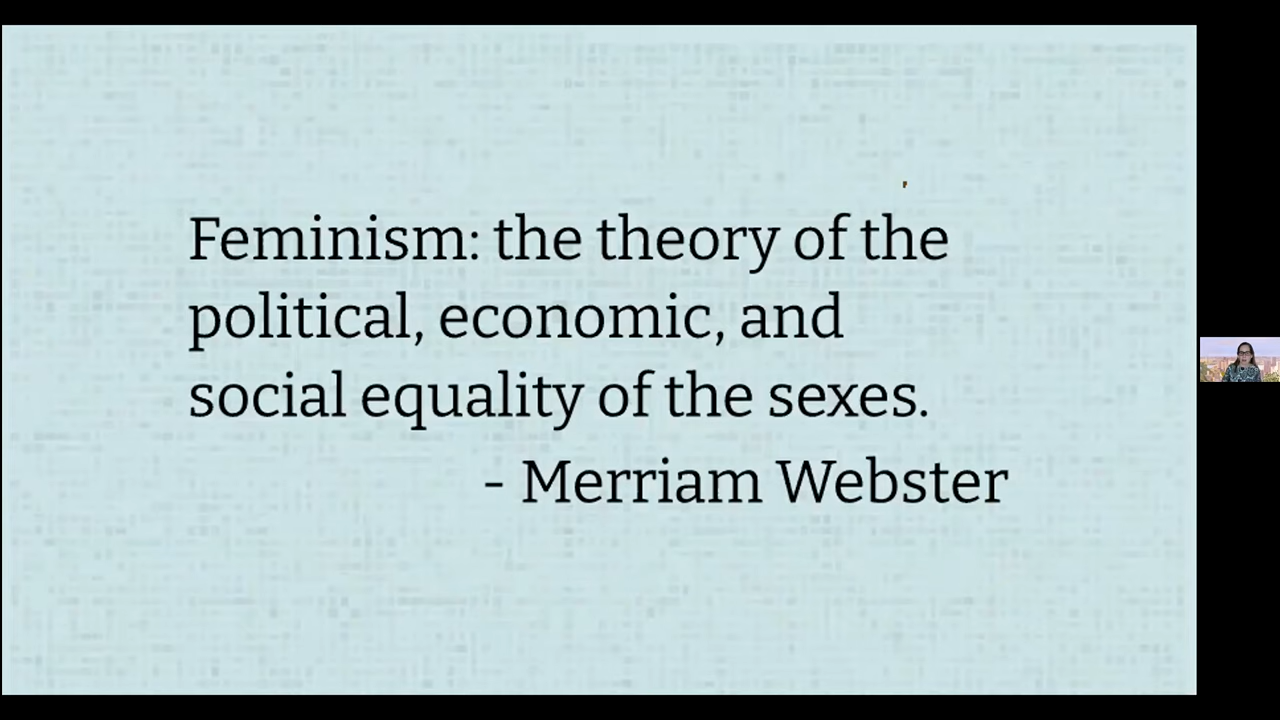 Feminism: the theory of the
political, economic, and
social equality of the sexes.
- Merriam Webster